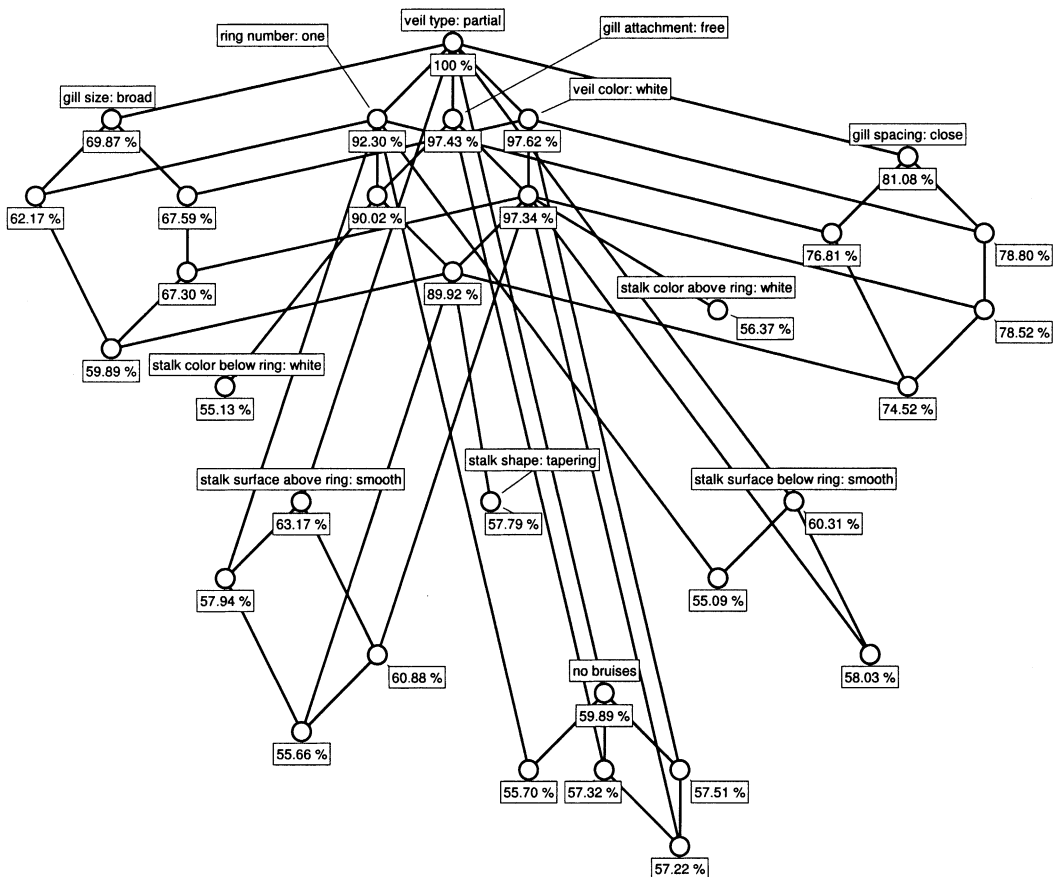 veil type: partial
ring number: one
gill attachment: free
100 %
gill size: broad
veil color: white
69.87 %
92.30 %
97.43 %
97.62 %
gill spacing: close
81.08 %
62.17 %
67.59 %
90.02 %
97.34 %
76.81 %
78.80 %
67.30 %
89.92 %
stalk color above ring: white
56.37 %
78.52 %
59.89 %
stalk color below ring: white
55.13 %
74.52 %
stalk surface above ring: smooth
63.17 %
stalk shape: tapering
57.79 %
stalk surface below ring: smooth
60.31 %
57.94 %
55.09 %
60.88 %
no bruises
59.89 %
58.03 %
55.66 %
55.70 %
57.32 %
57.51 %
57.22 %